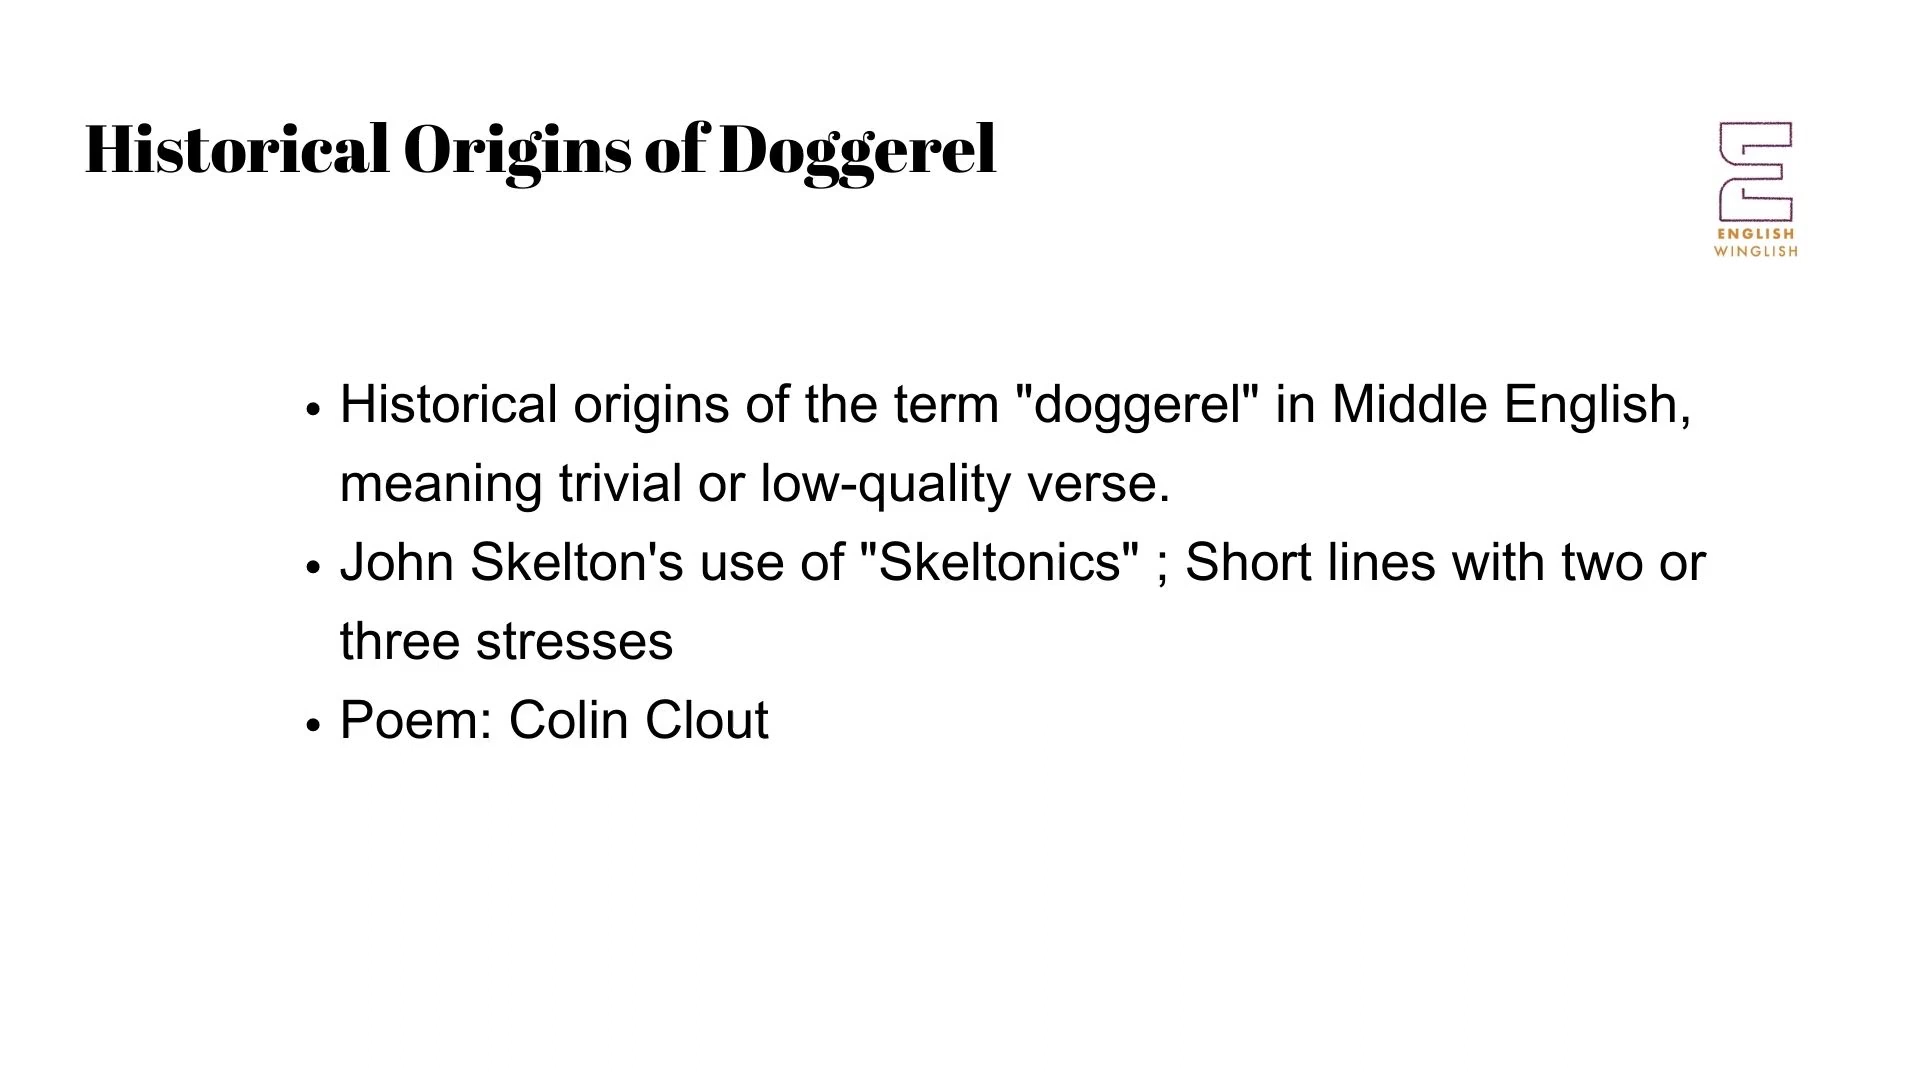 Historical Origins of Doggerel
ENGLISH
WINGLISH
• Historical origins of the term "doggerel" in Middle English,
meaning trivial or low-quality verse.
• John Skelton's use of "Skeltonics" ; Short lines with two or
three stresses
• Poem: Colin Clout